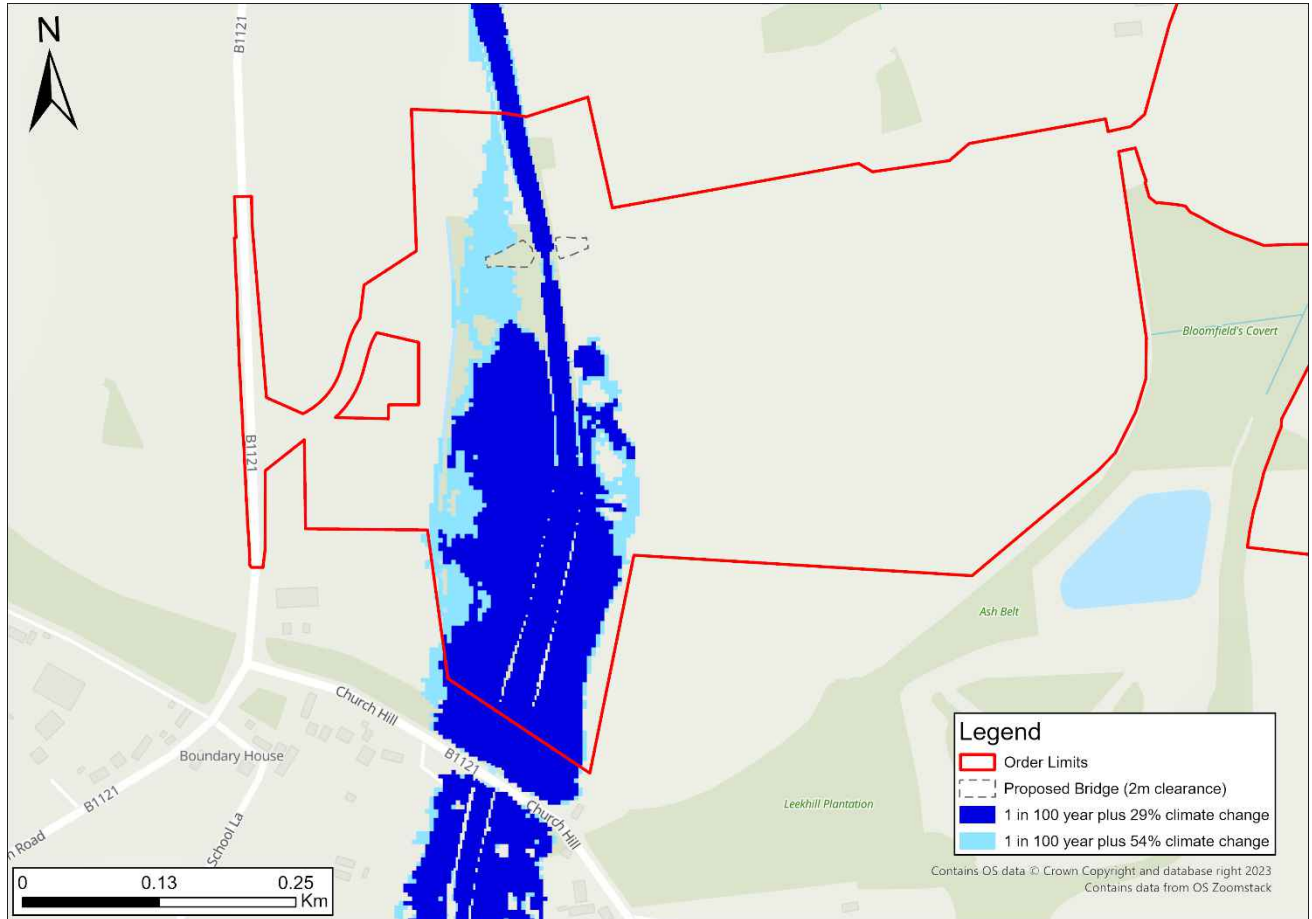 N
B1121
B1121
Bloomfield's Covert
Ash Belt
Church Hill
B1121
Boundary House
B1121
School La
n Road
Church Hill
Leekhill Plantation
Legend
Order Limits
Proposed Bridge (2m clearance)
1 in 100 year plus 29% climate change
1 in 100 year plus 54% climate change
Contains OS data © Crown Copyright and database right 2023
Contains data from OS Zoomstack
0 0.13 0.25
Km